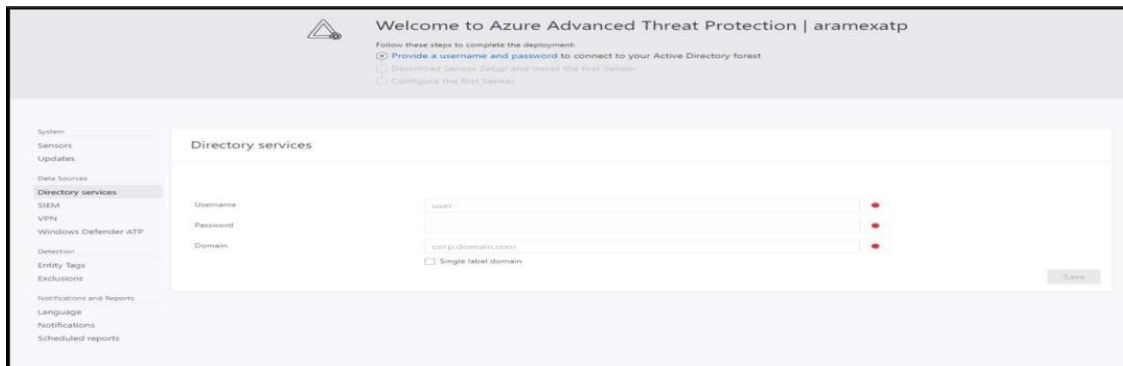 Welcome to Azure Advanced Threat Protection | aramexatp
Follow these steps to complete the deployment:
Provide a username and password to connect to your Active Directory forest
Download Sensor Setup and install the first Sensor
Configure the first Sensor
System
Sensors
Updates
Data Sources
Directory services
SIEM
VPN
Windows Defender ATP
Detection
Entity Tags
Exclusions
Notifications and Reports
Language
Notifications
Scheduled reports
Directory services
Username
user
Password
Domain
corp.domain.com
Single label domain
Save